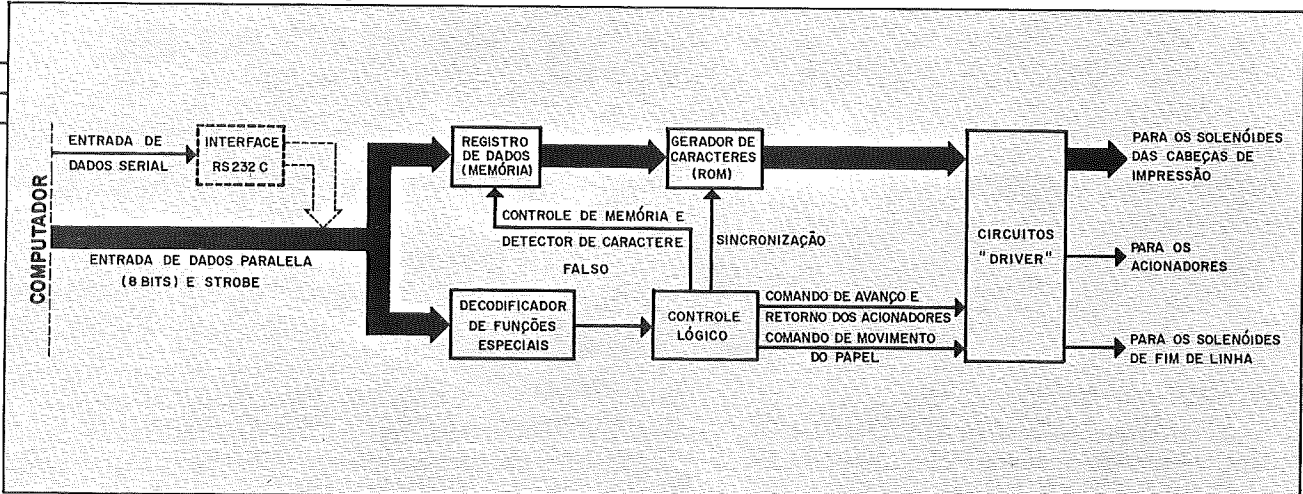 COMPUTADOR
ENTRADA DE
DADOS SERIAL
INTERFACE
RS 232 C
ENTRADA DE DADOS PARALELA
(8 BITS) E STROBE
REGISTRO
DE DADOS
(MEMÓRIA)
GERADOR DE
CARACTERES
(ROM)
CONTROLE DE MEMÓRIA E
DETECTOR DE CARACTERE
FALSO
SINCRONIZAÇÃO
DECODIFICADOR
DE FUNÇÕES
ESPECIAIS
CONTROLE
LÓGICO
COMANDO DE AVANÇO E
RETORNO DOS ACIONADORES
COMANDO DE MOVIMENTO
DO PAPEL
CIRCUITOS
"DRIVER"
PARA OS SOLENÓIDES
DAS CABEÇAS DE
IMPRESSÃO
PARA OS
ACIONADORES
PARA OS SOLENÓIDES
DE FIM DE LINHA